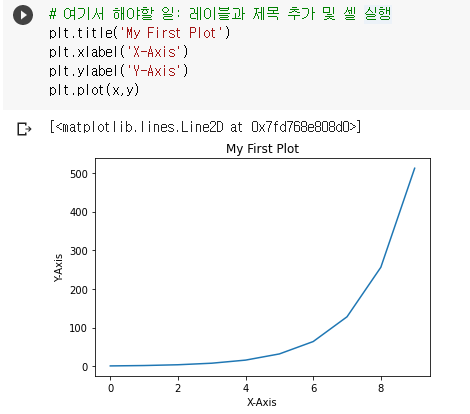 # 여기서 해야할 일: 레이블과 제목 추가 및 셀 실행
plt.title('My First Plot')
plt.xlabel('X-Axis')
plt.ylabel('Y-Axis')
plt.plot(x,y)
[<matplotlib.lines.Line2D at 0x7fd768e808d0>]
My First Plot
500
400
300
200
100
0
Y-Axis
0 2 4 6 8
X-Axis